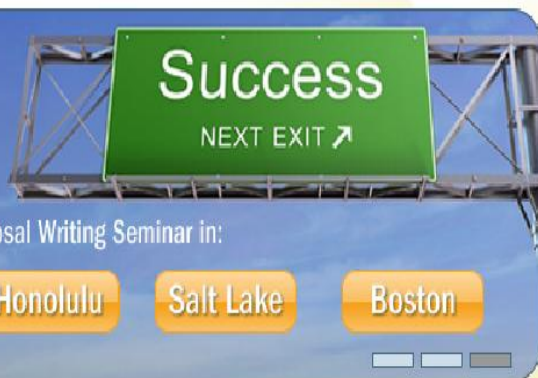 Success
NEXT EXIT
osal Writing Seminar in:
Honolulu Salt Lake Boston